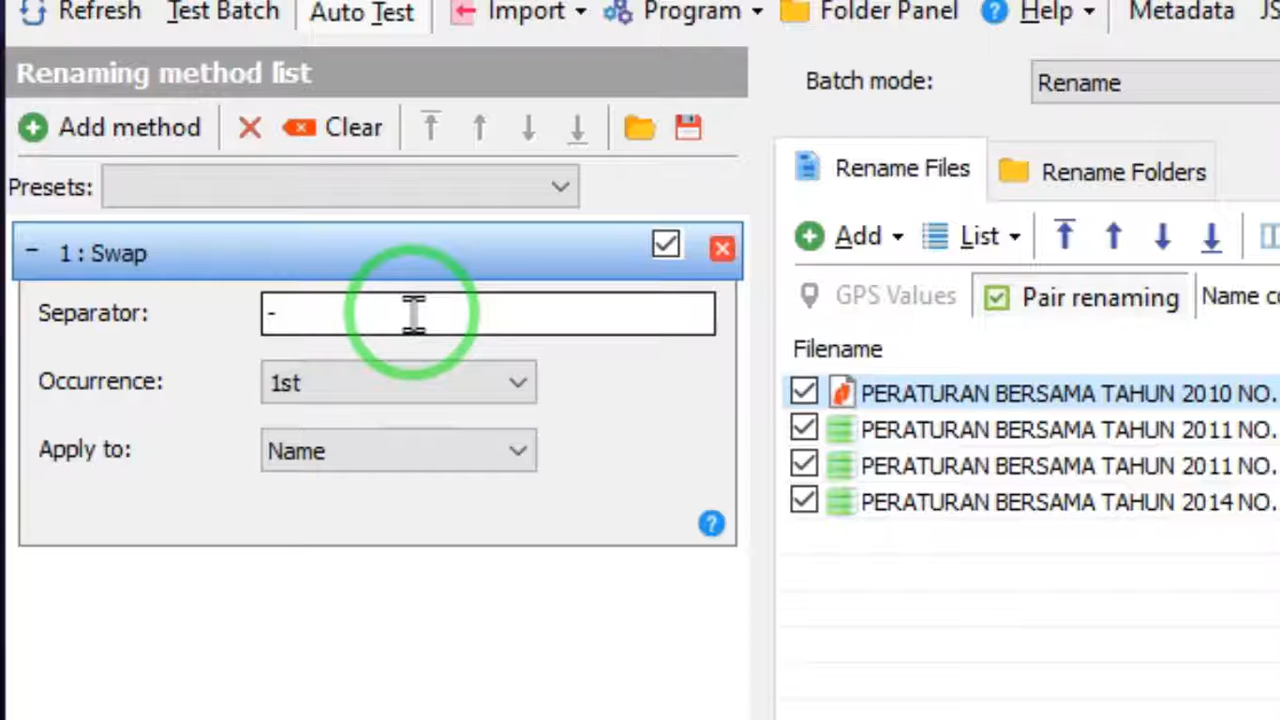 Refresh Test Batch Auto Test Import Program Folder Panel Help Metadata
Renaming method list
Batch mode: Rename
Add method Clear
Presets:
Rename Files Rename Folders
1 : Swap
Add List
Separator: -
GPS Values Pair renaming Name
Filename
Occurrence: 1st
PERATURAN BERSAMA TAHUN 2010 NO.
PERATURAN BERSAMA TAHUN 2011 NO.
Apply to: Name
PERATURAN BERSAMA TAHUN 2011 NO.
PERATURAN BERSAMA TAHUN 2014 NO.